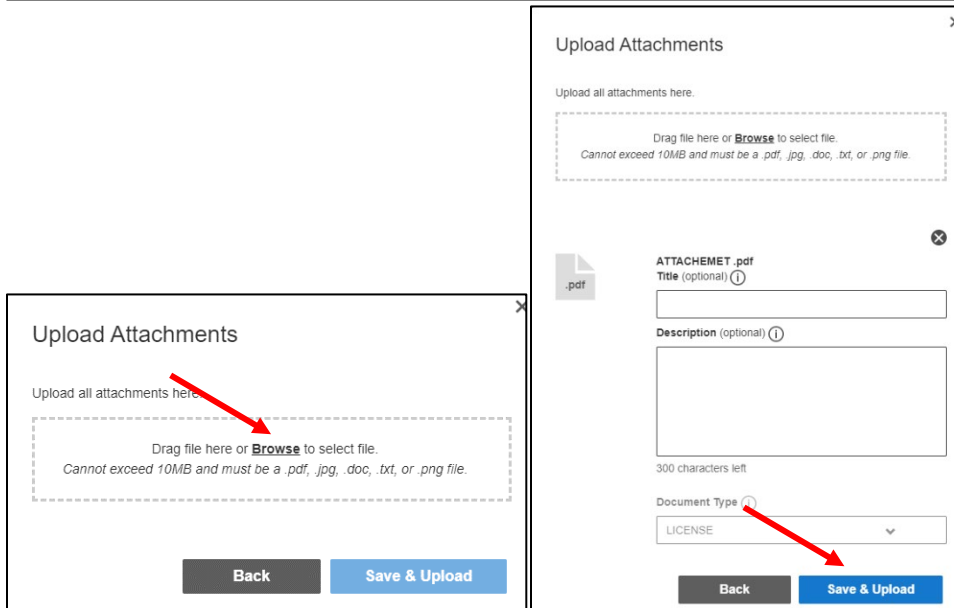 Upload Attachments
Upload all attachments here.
Drag file here or Browse to select file.
Cannot exceed 10MB and must be a .pdf, .jpg, .doc, .txt, or .png file.
Back Save & Upload
Upload Attachments
Upload all attachments here.
Drag file here or Browse to select file.
Cannot exceed 10MB and must be a .pdf, .jpg, .doc, .txt, or .png file.
.pdf
ATTACHEMET .pdf
Title (optional) i
Description (optional) i
300 characters left
Document Type i
LICENSE
Back Save & Upload